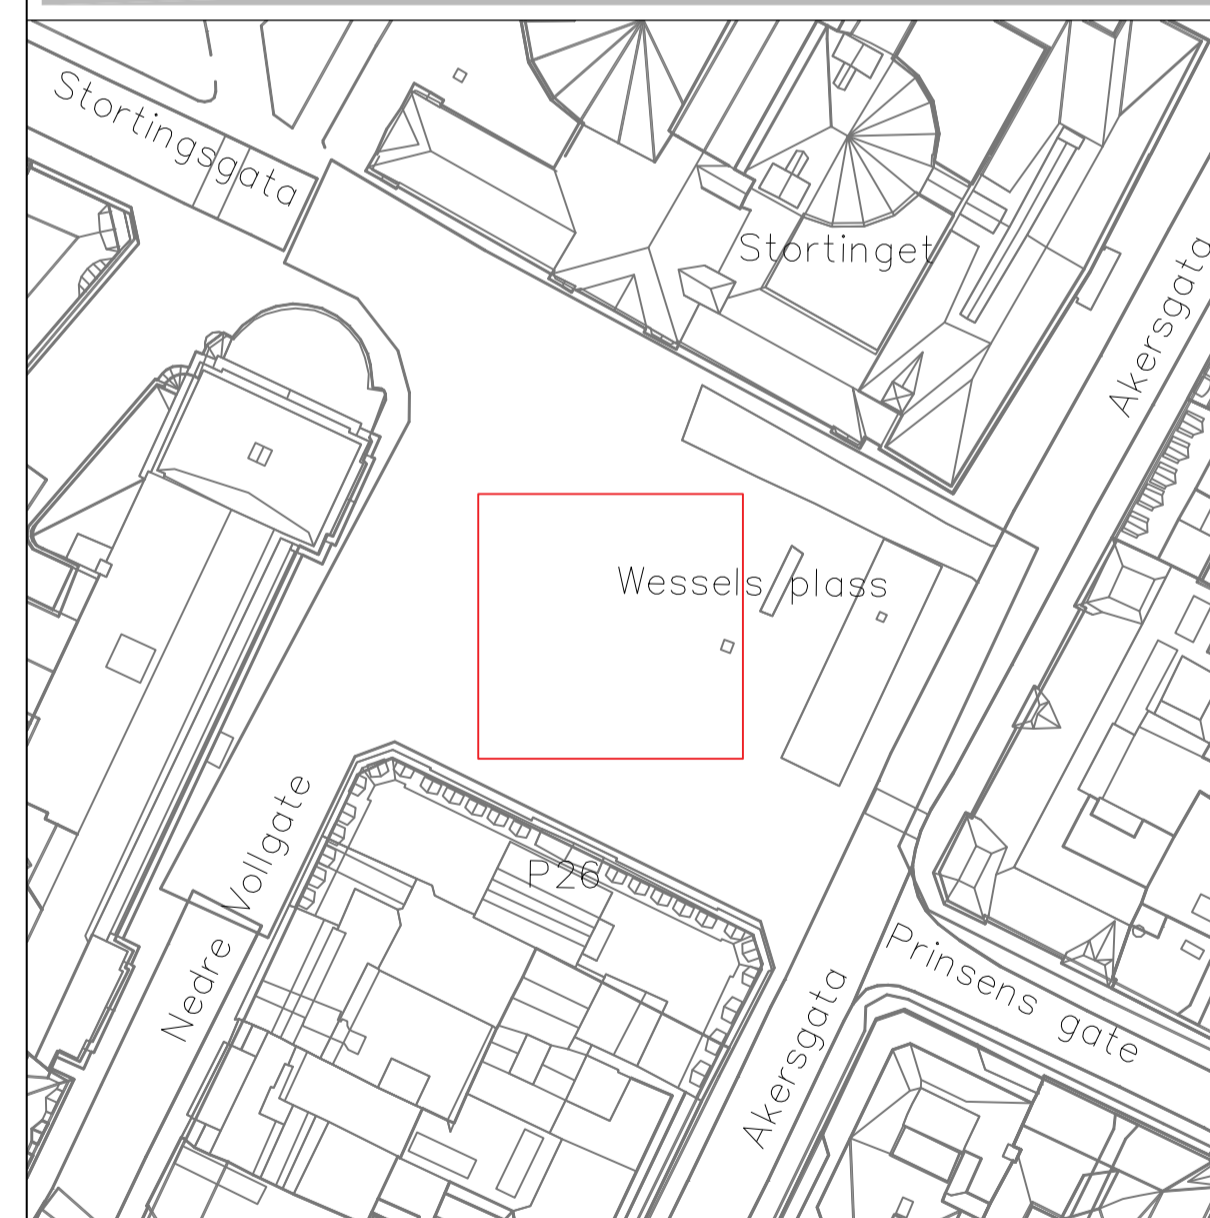 Stortingsgata
Stortinget
Akersgata
Wessels plass
Nedre Vollgate
P26
Prinsens gate
Akersgata